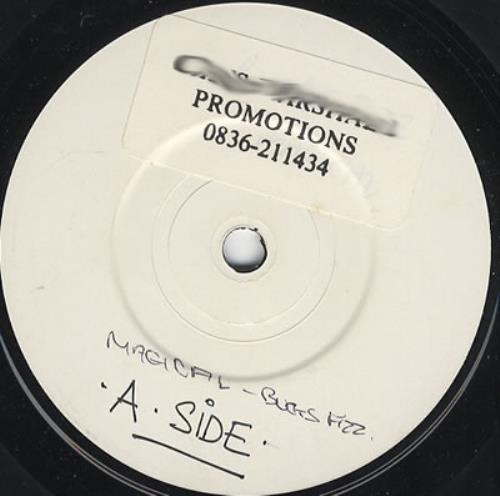 PROMOTIONS
0836-211434
MAGICAL - BUCKS FIZZ.
· A · SIDE ·